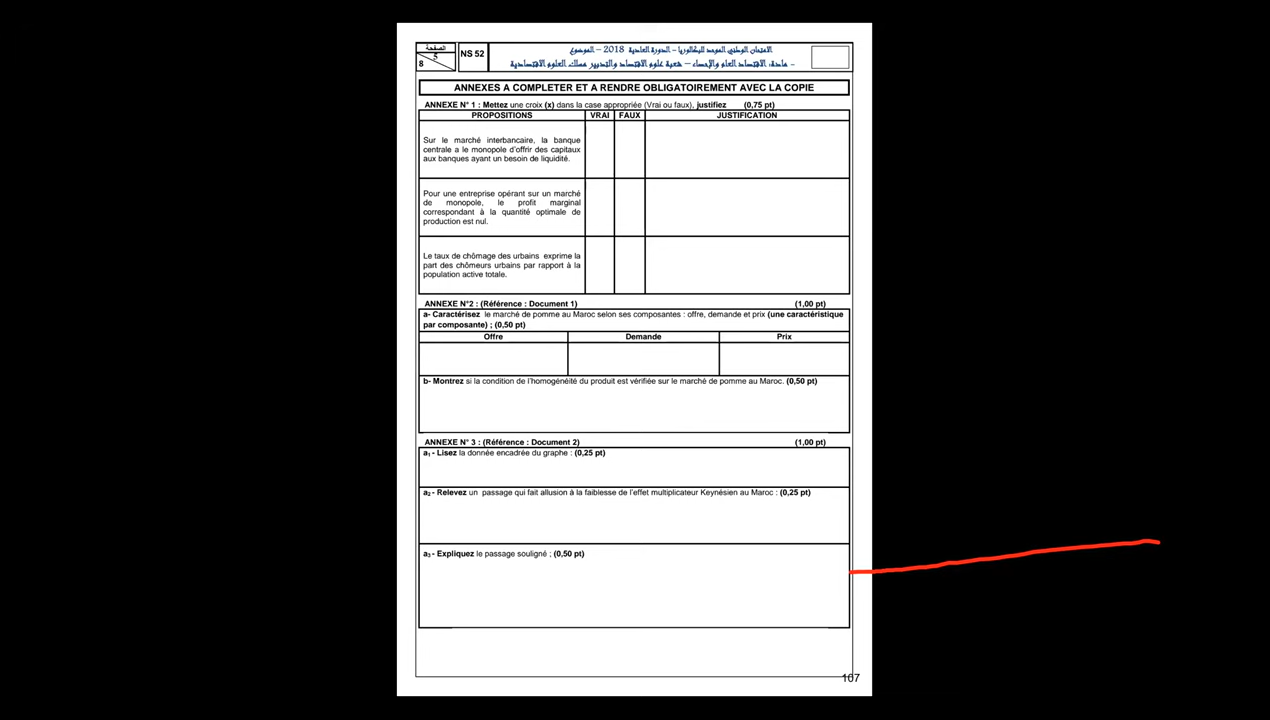 الصفحة
5
8
NS 52
الامتحان الوطني الموحد للبكالوريا - الدورة العادية 2018 – الموضوع
- مادة: الاقتصاد العام والإحصاء – شعبة علوم الاقتصاد والتدبير مسلك العلوم الاقتصادية
ANNEXES A COMPLETER ET A RENDRE OBLIGATOIREMENT AVEC LA COPIE
ANNEXE N° 1 : Mettez une croix (x) dans la case appropriée (Vrai ou faux), justifiez (0,75 pt)
PROPOSITIONS VRAI FAUX JUSTIFICATION
Sur le marché interbancaire, la banque
centrale a le monopole d'offrir des capitaux
aux banques ayant un besoin de liquidité.
Pour une entreprise opérant sur un marché
de monopole, le profit marginal
correspondant à la quantité optimale de
production est nul.
Le taux de chômage des urbains exprime la
part des chômeurs urbains par rapport à la
population active totale.
ANNEXE N°2 : (Référence : Document 1) (1,00 pt)
a- Caractérisez le marché de pomme au Maroc selon ses composantes : offre, demande et prix (une caractéristique
par composante) ; (0,50 pt)
Offre Demande Prix
b- Montrez si la condition de l'homogénéité du produit est vérifiée sur le marché de pomme au Maroc. (0,50 pt)
ANNEXE N° 3 : (Référence : Document 2) (1,00 pt)
a₁ - Lisez la donnée encadrée du graphe : (0,25 pt)
a₂ - Relevez un passage qui fait allusion à la faiblesse de l'effet multiplicateur Keynésien au Maroc : (0,25 pt)
a₃ - Expliquez le passage souligné ; (0,50 pt)
107